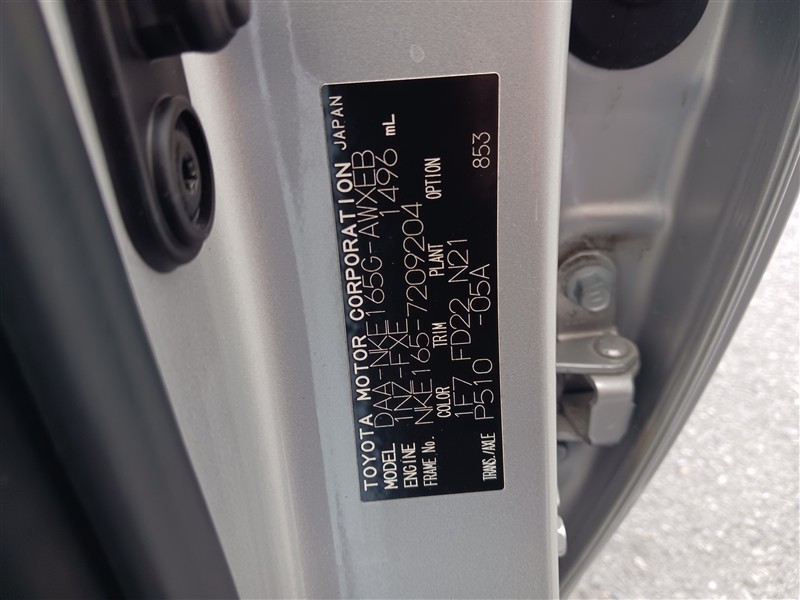 TOYOTA MOTOR CORPORATION JAPAN
MODEL DAA-NKE165G-AWXEB
ENGINE 1NZ-FXE 1496 mL
FRAME No. NKE165-7209204
COLOR TRIM PLANT OPTION
1F7 FD22 N21 853
TRANS./AXLE P510 -05A